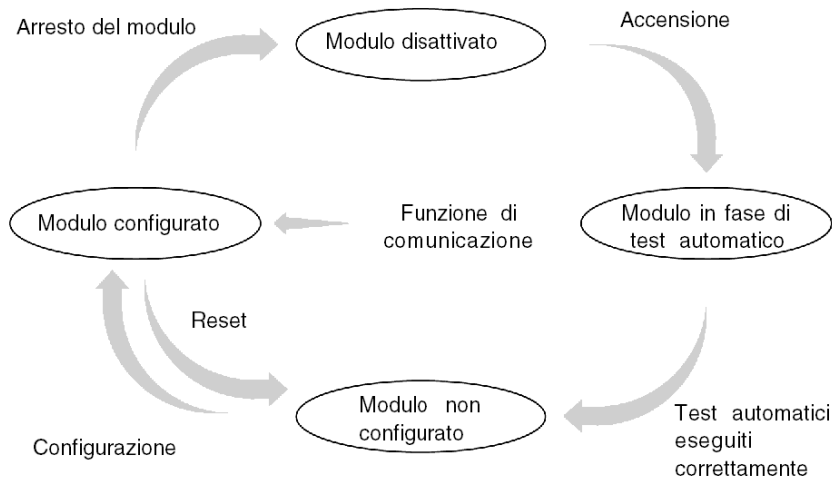 Arresto del modulo
Modulo disattivato
Accensione
Modulo configurato
Funzione di
comunicazione
Modulo in fase di
test automatico
Reset
Modulo non
configurato
Configurazione
Test automatici
eseguiti
correttamente